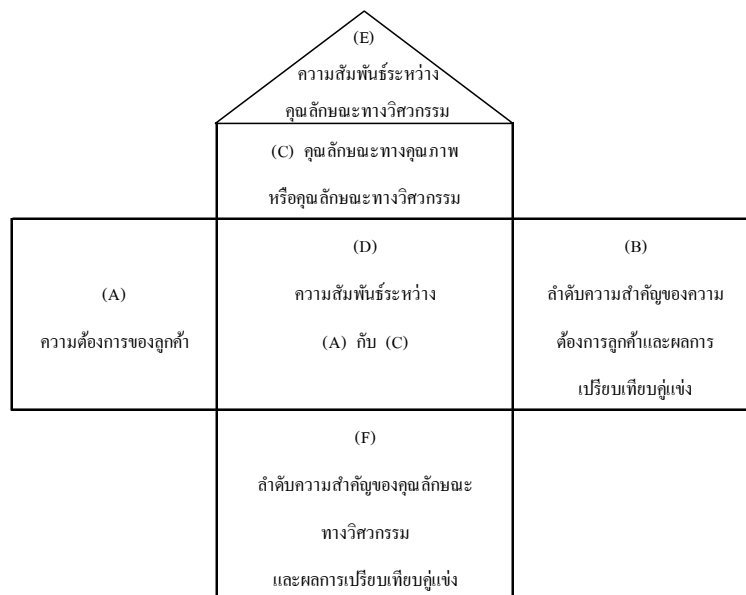 (E)
ความสัมพันธ์ระหว่าง
คุณลักษณะทางวิศวกรรม
(C) คุณลักษณะทางคุณภาพ
หรือคุณลักษณะทางวิศวกรรม
(A)
ความต้องการของลูกค้า
(D)
ความสัมพันธ์ระหว่าง
(A) กับ (C)
(B)
ลำดับความสำคัญของความ
ต้องการลูกค้าและผลการ
เปรียบเทียบคู่แข่ง
(F)
ลำดับความสำคัญของคุณลักษณะ
ทางวิศวกรรม
และผลการเปรียบเทียบคู่แข่ง